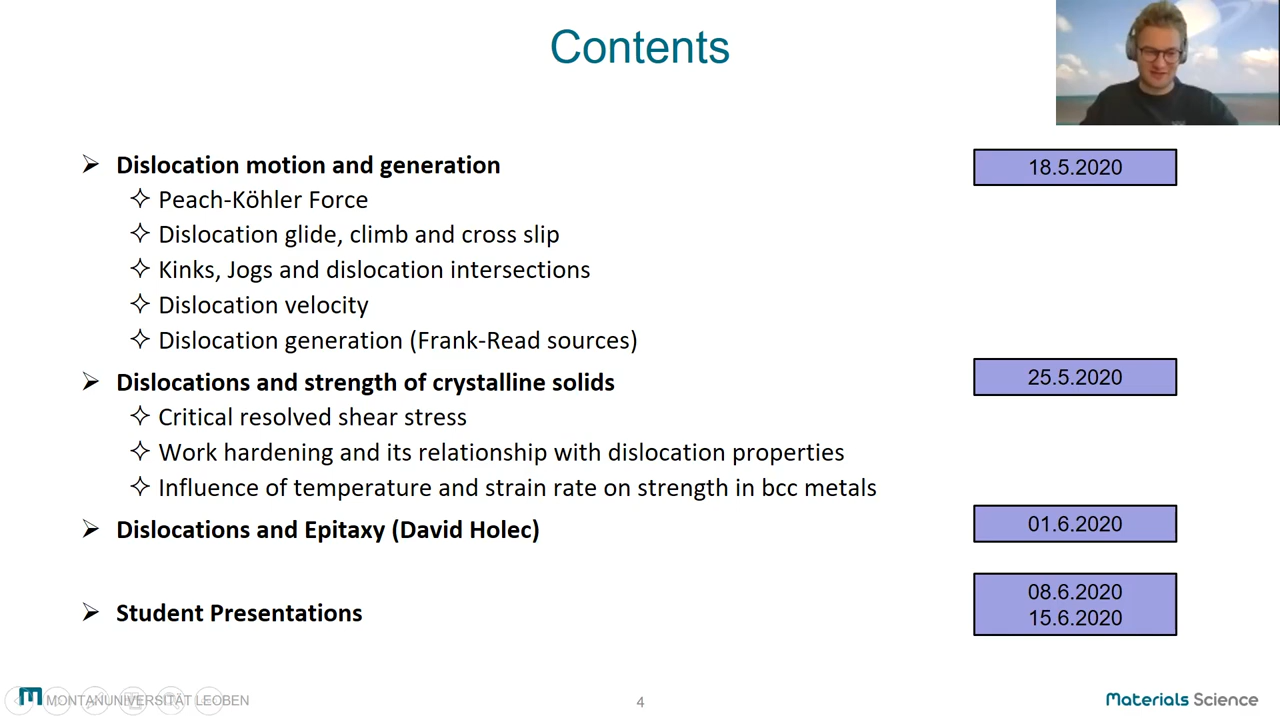 Contents
Dislocation motion and generation
18.5.2020
Peach-Köhler Force
Dislocation glide, climb and cross slip
Kinks, Jogs and dislocation intersections
Dislocation velocity
Dislocation generation (Frank-Read sources)
Dislocations and strength of crystalline solids
25.5.2020
Critical resolved shear stress
Work hardening and its relationship with dislocation properties
Influence of temperature and strain rate on strength in bcc metals
Dislocations and Epitaxy (David Holec)
01.6.2020
Student Presentations
08.6.2020
15.6.2020
MONTANUNIVERSITÄT LEOBEN
4
Materials Science